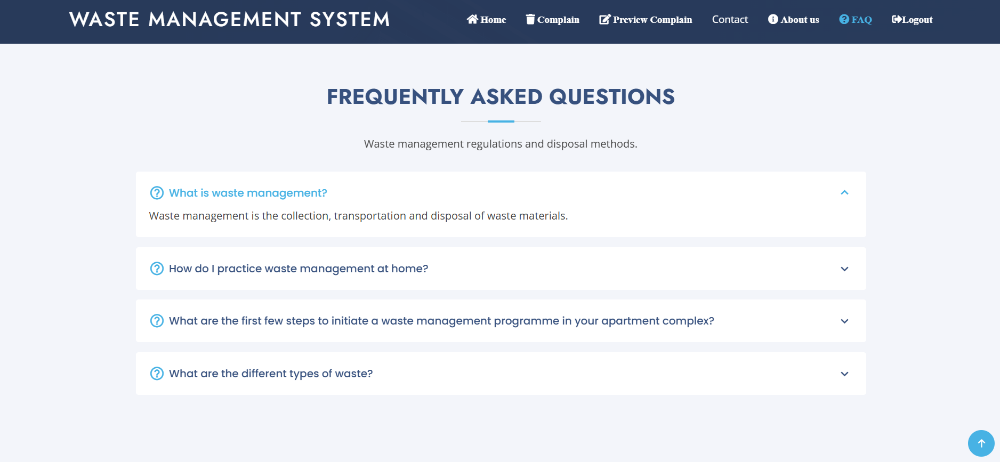 WASTE MANAGEMENT SYSTEM
Home Complain Preview Complain Contact About us FAQ Logout
FREQUENTLY ASKED QUESTIONS
Waste management regulations and disposal methods.
What is waste management?
Waste management is the collection, transportation and disposal of waste materials.
How do I practice waste management at home?
What are the first few steps to initiate a waste management programme in your apartment complex?
What are the different types of waste?